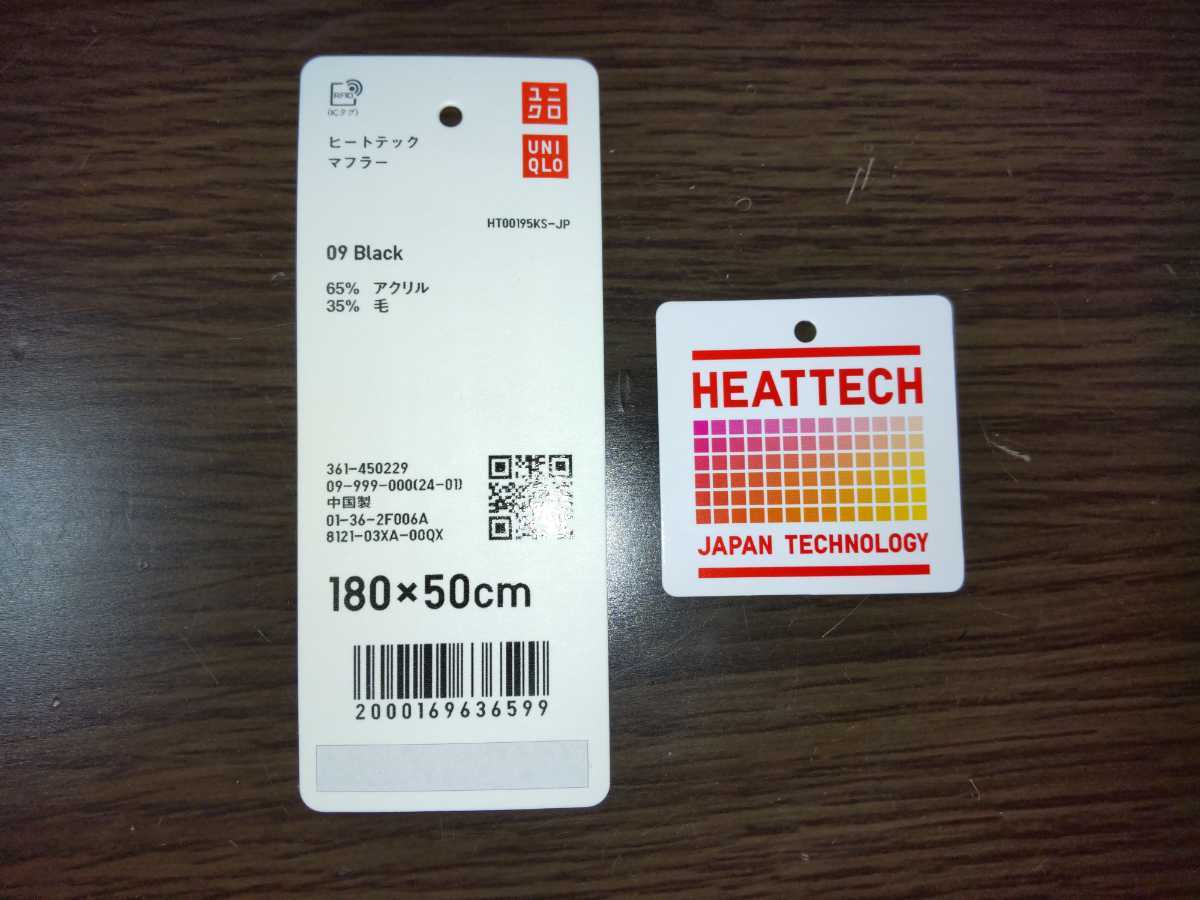 RFID
(ICタグ)
ユニ
クロ
UNI
QLO
ヒートテック
マフラー
HT00195KS-JP
09 Black
65% アクリル
35% 毛
361-450229
09-999-000(24-01)
中国製
01-36-2F006A
8121-03XA-00QX
180×50cm
2000169636599
HEATTECH
JAPAN TECHNOLOGY